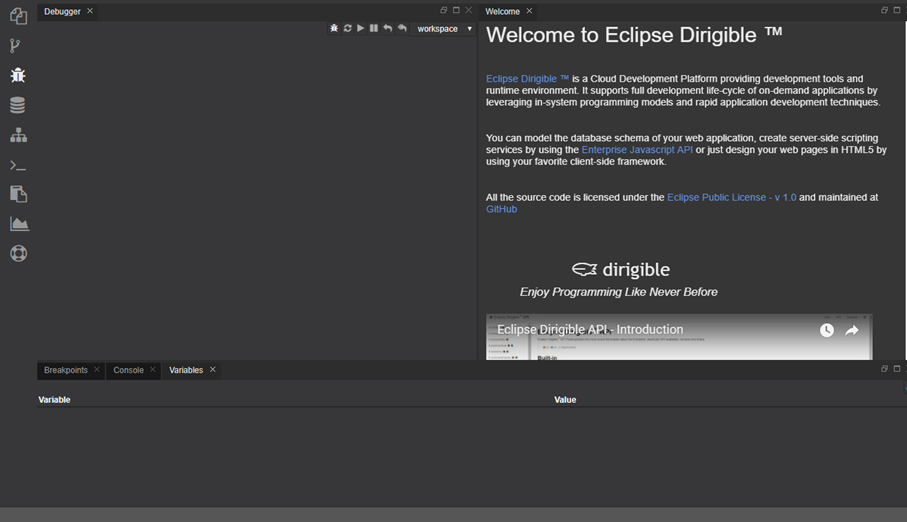 Debugger
Welcome
workspace
Welcome to Eclipse Dirigible ™
Eclipse Dirigible ™ is a Cloud Development Platform providing development tools and
runtime environment. It supports full development life-cycle of on-demand applications by
leveraging in-system programming models and rapid application development techniques.
You can model the database schema of your web application, create server-side scripting
services by using the Enterprise Javascript API or just design your web pages in HTML5 by
using your favorite client-side framework.
All the source code is licensed under the Eclipse Public License - v 1.0 and maintained at
GitHub
dirigible
Enjoy Programming Like Never Before
Eclipse Dirigible API - Introduction
Built-in
Breakpoints
Console
Variables
Variable
Value